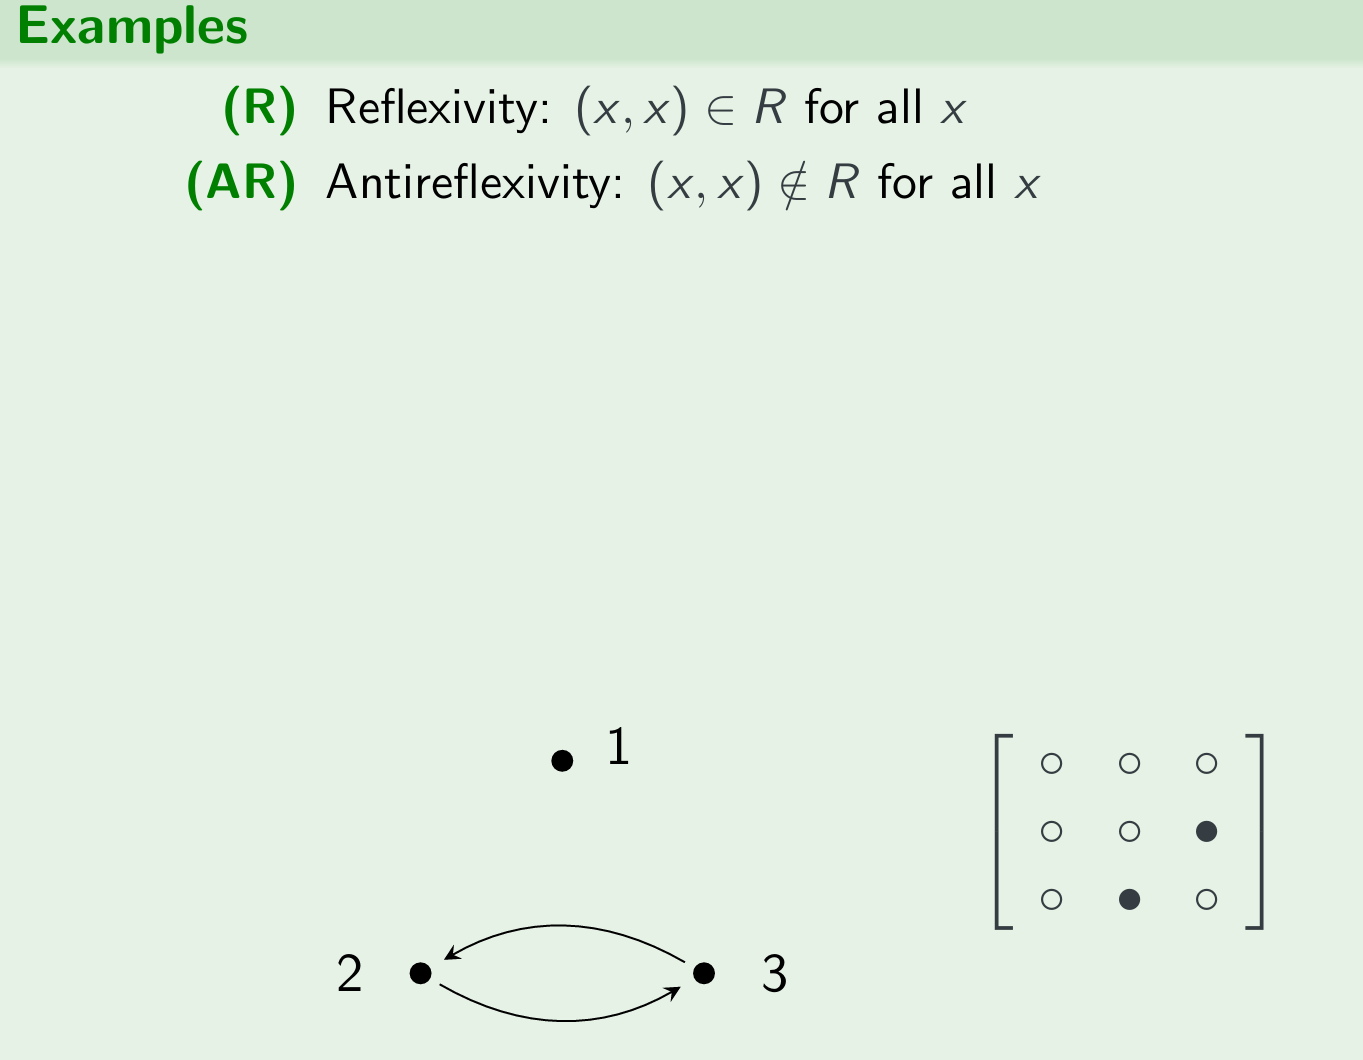 Examples
(R) Reflexivity: (x, x) ∈ R for all x
(AR) Antireflexivity: (x, x) ∉ R for all x
1
2 3